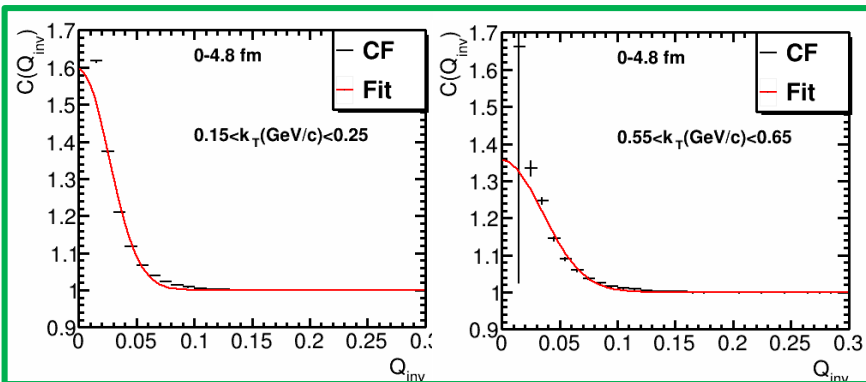 C(Q_inv)
1.7
1.6
1.5
1.4
1.3
1.2
1.1
1
0.9
0-4.8 fm
CF
Fit
0.15<k_T(GeV/c)<0.25
0 0.05 0.1 0.15 0.2 0.25 0.3
Q_inv
C(Q_inv)
1.7
1.6
1.5
1.4
1.3
1.2
1.1
1
0.9
0-4.8 fm
CF
Fit
0.55<k_T(GeV/c)<0.65
0 0.05 0.1 0.15 0.2 0.25 0.3
Q_inv